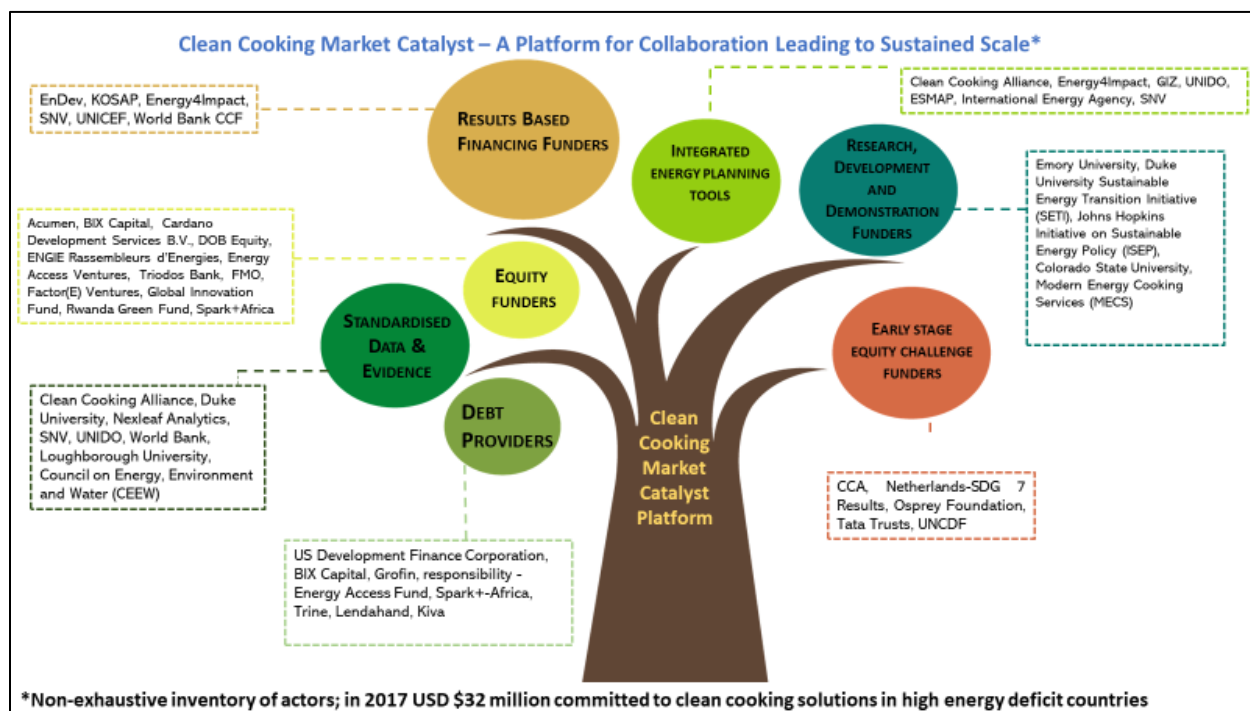 Clean Cooking Market Catalyst – A Platform for Collaboration Leading to Sustained Scale*
EnDev, KOSAP, Energy4Impact,
SNV, UNICEF, World Bank CCF
RESULTS BASED
FINANCING FUNDERS
INTEGRATED
ENERGY PLANNING
TOOLS
Clean Cooking Alliance, Energy4Impact, GIZ, UNIDO,
ESMAP, International Energy Agency, SNV
RESEARCH,
DEVELOPMENT
AND
DEMONSTRATION
FUNDERS
Emory University, Duke
University Sustainable
Energy Transition Initiative
(SETI), Johns Hopkins
Initiative on Sustainable
Energy Policy (ISEP),
Colorado State University,
Modern Energy Cooking
Services (MECS)
Acumen, BIX Capital, Cardano
Development Services B.V., DOB Equity,
ENGIE Rassembleurs d'Energies, Energy
Access Ventures, Triodos Bank, FMO,
Factor(E) Ventures, Global Innovation
Fund, Rwanda Green Fund, Spark+Africa
EQUITY
FUNDERS
STANDARDISED
DATA &
EVIDENCE
EARLY STAGE
EQUITY CHALLENGE
FUNDERS
Clean Cooking Alliance, Duke
University, Nexleaf Analytics,
SNV, UNIDO, World Bank,
Loughborough University,
Council on Energy, Environment
and Water (CEEW)
DEBT
PROVIDERS
Clean
Cooking
Market
Catalyst
Platform
CCA, Netherlands-SDG 7
Results, Osprey Foundation,
Tata Trusts, UNCDF
US Development Finance Corporation,
BIX Capital, Grofin, responsibility -
Energy Access Fund, Spark+-Africa,
Trine, Lendahand, Kiva
*Non-exhaustive inventory of actors; in 2017 USD $32 million committed to clean cooking solutions in high energy deficit countries